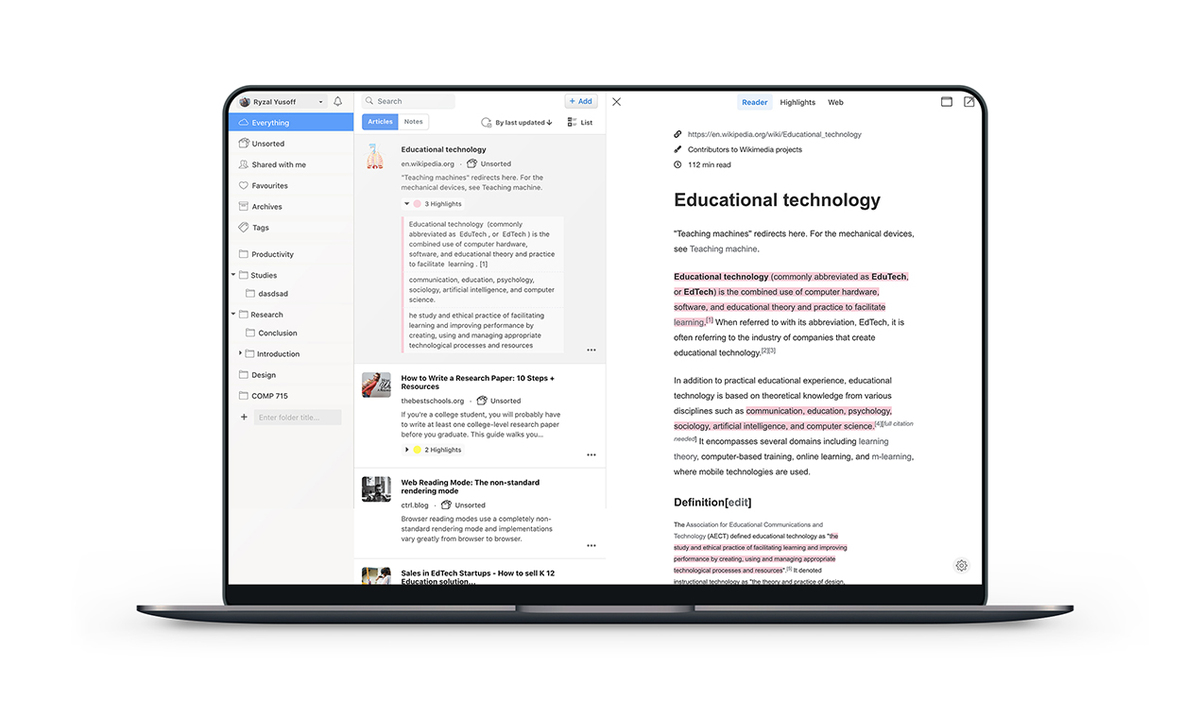 Ryzal Yusoff
Everything
Unsorted
Shared with me
Favourites
Archives
Tags
Productivity
Studies
dasdsad
Research
Conclusion
Introduction
Design
COMP 715
+ Enter folder title...
Search
+ Add
Articles Notes
By last updated ↓ List
Educational technology
en.wikipedia.org · Unsorted
"Teaching machines" redirects here. For the
mechanical devices, see Teaching machine.
3 Highlights
Educational technology (commonly
abbreviated as EduTech , or EdTech ) is the
combined use of computer hardware,
software, and educational theory and practice
to facilitate learning . [1]
communication, education, psychology,
sociology, artificial intelligence, and computer
science.
he study and ethical practice of facilitating
learning and improving performance by
creating, using and managing appropriate
technological processes and resources
How to Write a Research Paper: 10 Steps +
Resources
thebestschools.org · Unsorted
If you're a college student, you will probably have
to write at least one college-level research paper
before you graduate. This guide walks you...
2 Highlights
Web Reading Mode: The non-standard
rendering mode
ctrl.blog · Unsorted
Browser reading modes use a completely non-
standard rendering mode and implementations
vary greatly from browser to browser.
Sales in EdTech Startups - How to sell K 12
Education solution...
Reader Highlights Web
https://en.wikipedia.org/wiki/Educational_technology
Contributors to Wikimedia projects
112 min read
Educational technology
"Teaching machines" redirects here. For the mechanical devices,
see Teaching machine.
Educational technology (commonly abbreviated as EduTech,
or EdTech) is the combined use of computer hardware,
software, and educational theory and practice to facilitate
learning.[1] When referred to with its abbreviation, EdTech, it is
often referring to the industry of companies that create
educational technology.[2][3]
In addition to practical educational experience, educational
technology is based on theoretical knowledge from various
disciplines such as communication, education, psychology,
sociology, artificial intelligence, and computer science.[4][full citation
needed] It encompasses several domains including learning
theory, computer-based training, online learning, and m-learning,
where mobile technologies are used.
Definition[edit]
The Association for Educational Communications and
Technology (AECT) defined educational technology as "the
study and ethical practice of facilitating learning and improving
performance by creating, using and managing appropriate
technological processes and resources".[5] It denoted
instructional technology as "the theory and practice of design,